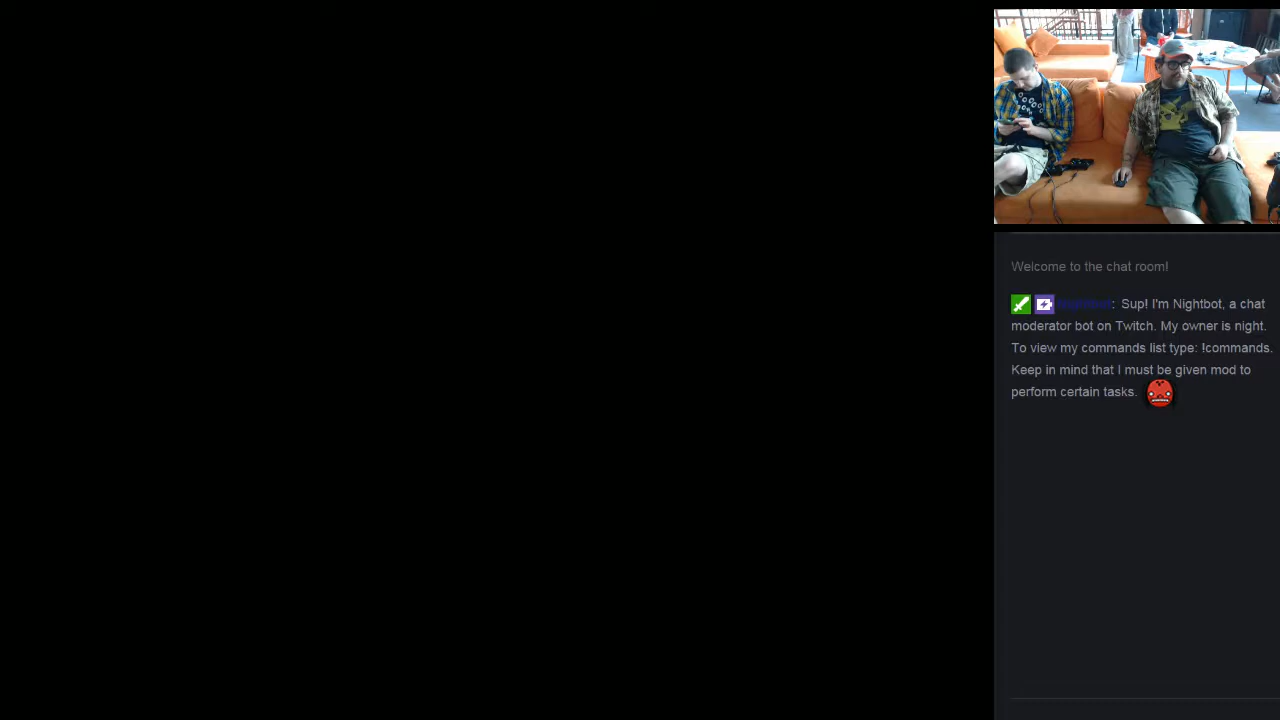 Welcome to the chat room!
Nightbot: Sup! I'm Nightbot, a chat
moderator bot on Twitch. My owner is night.
To view my commands list type: !commands.
Keep in mind that I must be given mod to
perform certain tasks.